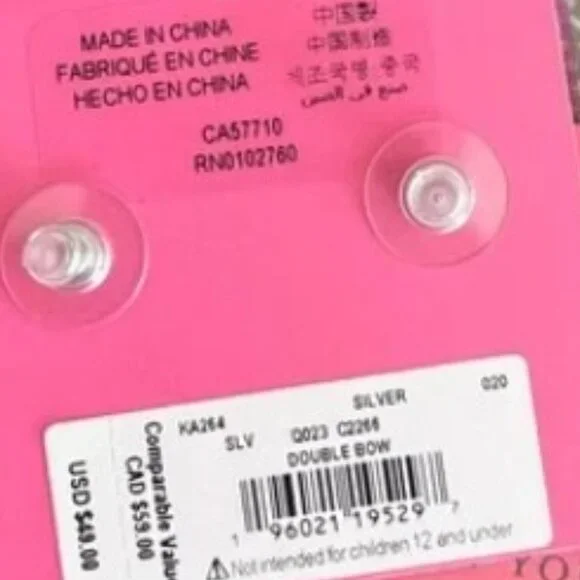 MADE IN CHINA
FABRIQUÉ EN CHINE
HECHO EN CHINA
中国製
中国制造
제조국명 중국
صنع في الصين
CA57710
RN0102760
KA264 SILVER 020
SLV Q023 C2266
DOUBLE BOW
1 96021 19529 7
Not intended for children 12 and under
Comparable Valu
CAD $59.00
USD $49.00